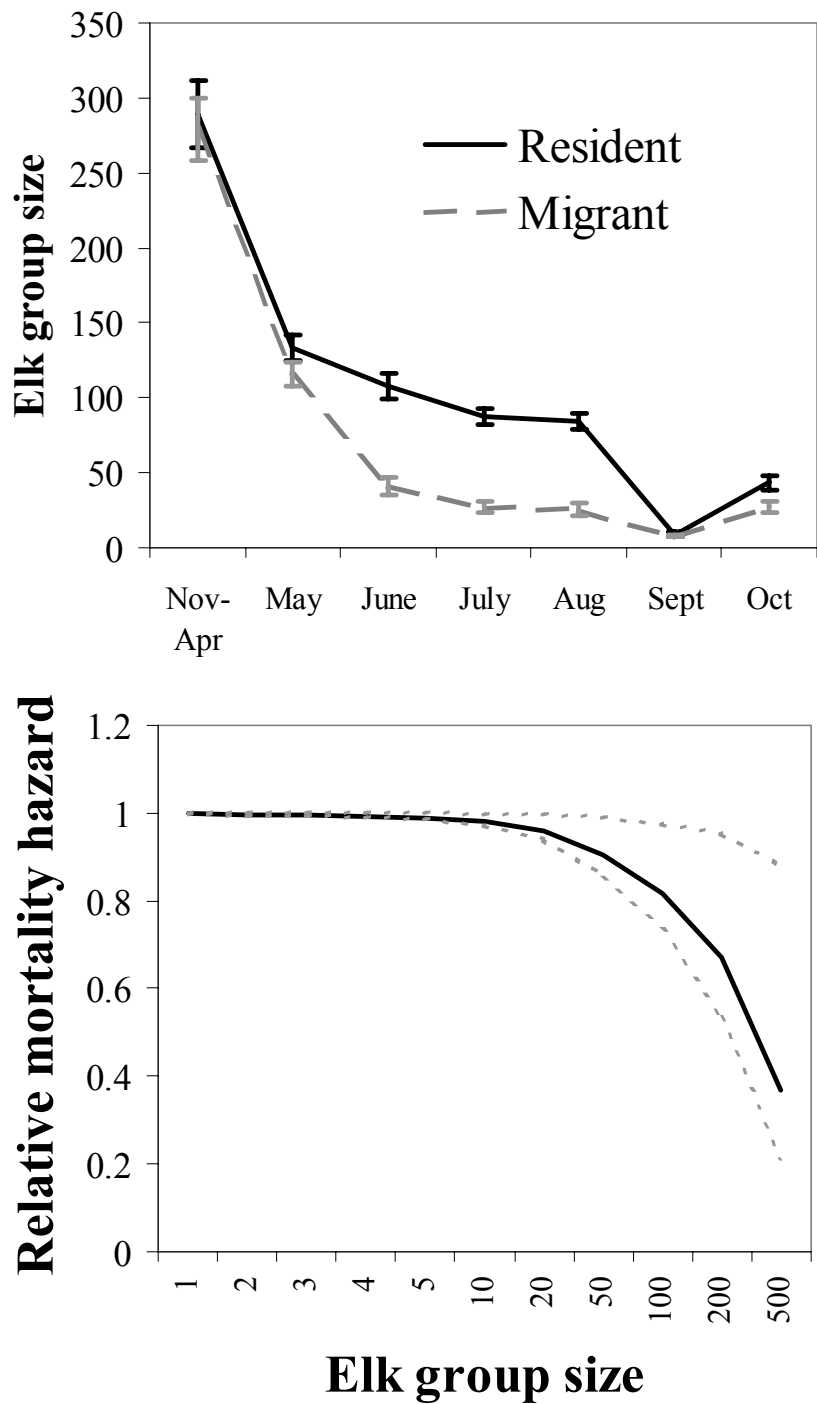 350
300
250
200
150
100
50
0
Elk group size
Resident
Migrant
Nov- May June July Aug Sept Oct
Apr
1.2
1
0.8
0.6
0.4
0.2
0
Relative mortality hazard
1 2 3 4 5 10 20 50 100 200 500
Elk group size